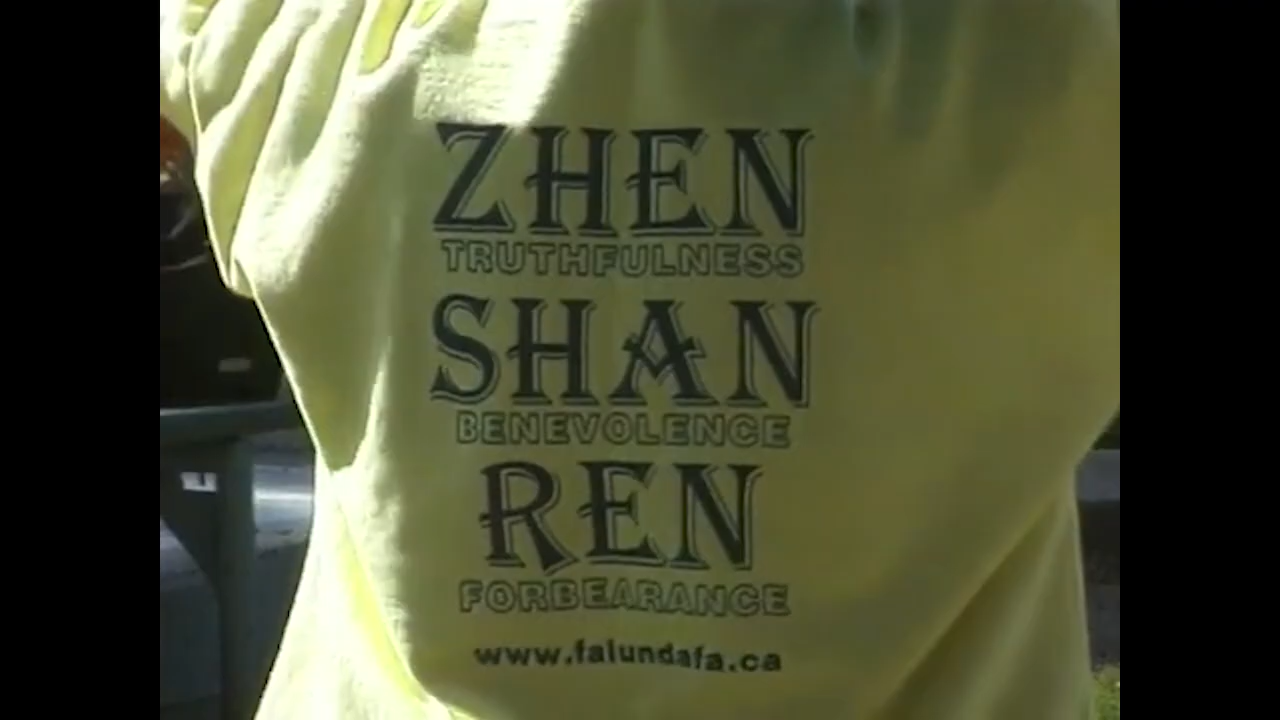 ZHEN
TRUTHFULNESS
SHAN
BENEVOLENCE
REN
FORBEARANCE
www.falundafa.ca